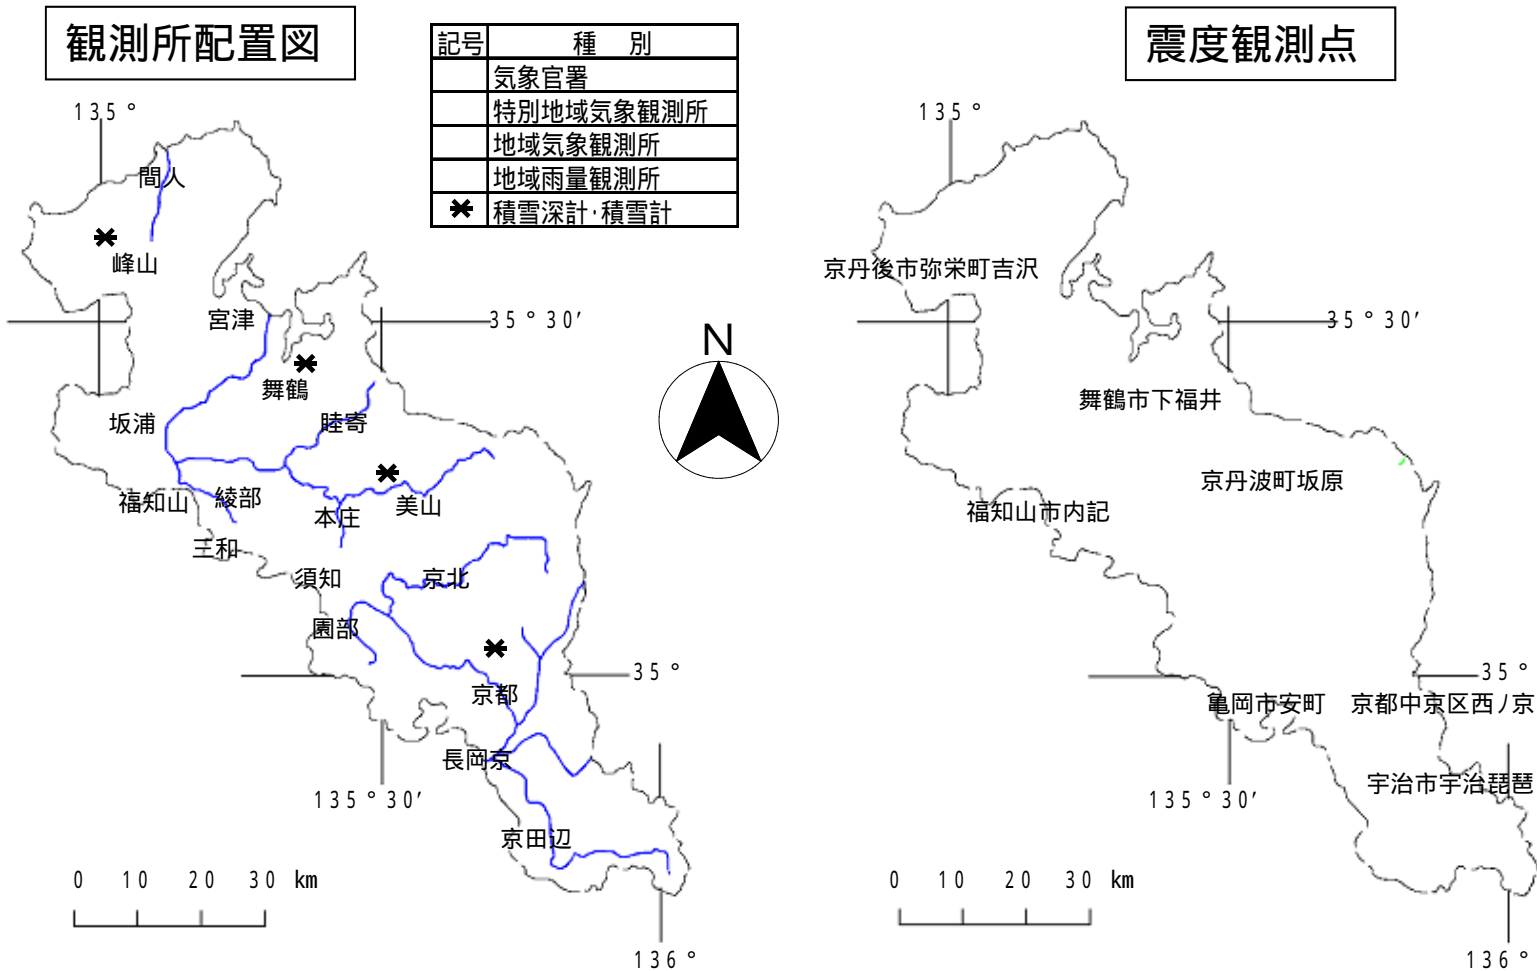 観測所配置図
記号 種 別
気象官署
特別地域気象観測所
地域気象観測所
地域雨量観測所
積雪深計・積雪計
135°
間人
峰山
宮津
35°30′
舞鶴
坂浦
睦寄
福知山
綾部
本庄
美山
三和
須知
京北
園部
35°
京都
長岡京
135°30′
京田辺
0 10 20 30 km
136°
N
震度観測点
135°
京丹後市弥栄町吉沢
35°30′
舞鶴市下福井
京丹波町坂原
福知山市内記
35°
亀岡市安町
京都中京区西ノ京
宇治市宇治琵琶
135°30′
0 10 20 30 km
136°